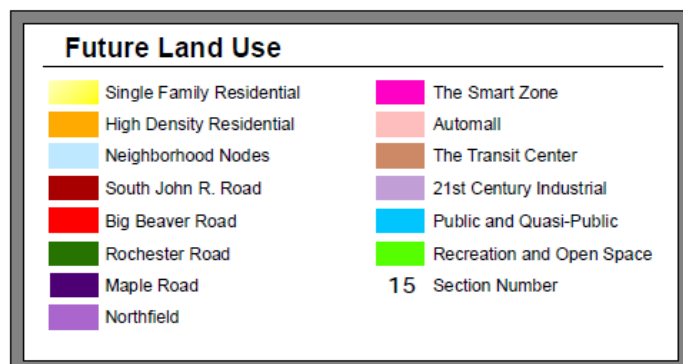 Future Land Use
Single Family Residential
High Density Residential
Neighborhood Nodes
South John R. Road
Big Beaver Road
Rochester Road
Maple Road
Northfield
The Smart Zone
Automall
The Transit Center
21st Century Industrial
Public and Quasi-Public
Recreation and Open Space
15 Section Number